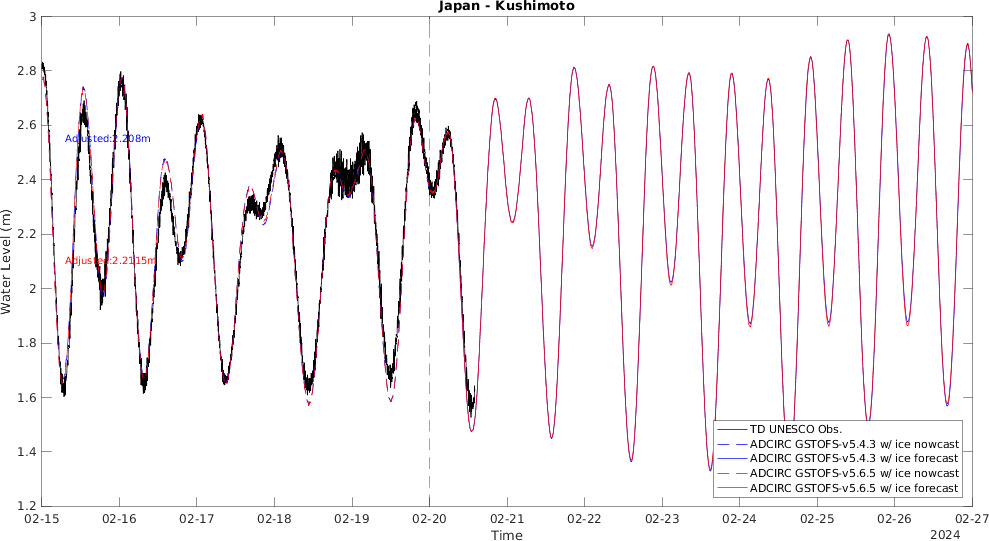 Japan - Kushimoto
3
2.8
2.6
2.4
2.2
2
1.8
1.6
1.4
1.2
Water Level (m)
Adjusted:2.208m
Adjusted:2.2115m
TD UNESCO Obs.
ADCIRC GSTOFS-v5.4.3 w/ ice nowcast
ADCIRC GSTOFS-v5.4.3 w/ ice forecast
ADCIRC GSTOFS-v5.6.5 w/ ice nowcast
ADCIRC GSTOFS-v5.6.5 w/ ice forecast
02-15 02-16 02-17 02-18 02-19 02-20 02-21 02-22 02-23 02-24 02-25 02-26 02-27
Time
2024